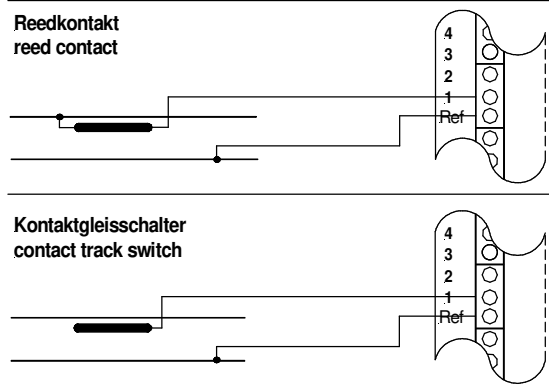 Reedkontakt
reed contact
4
3
2
1
Ref
Kontaktgleisschalter
contact track switch
4
3
2
1
Ref